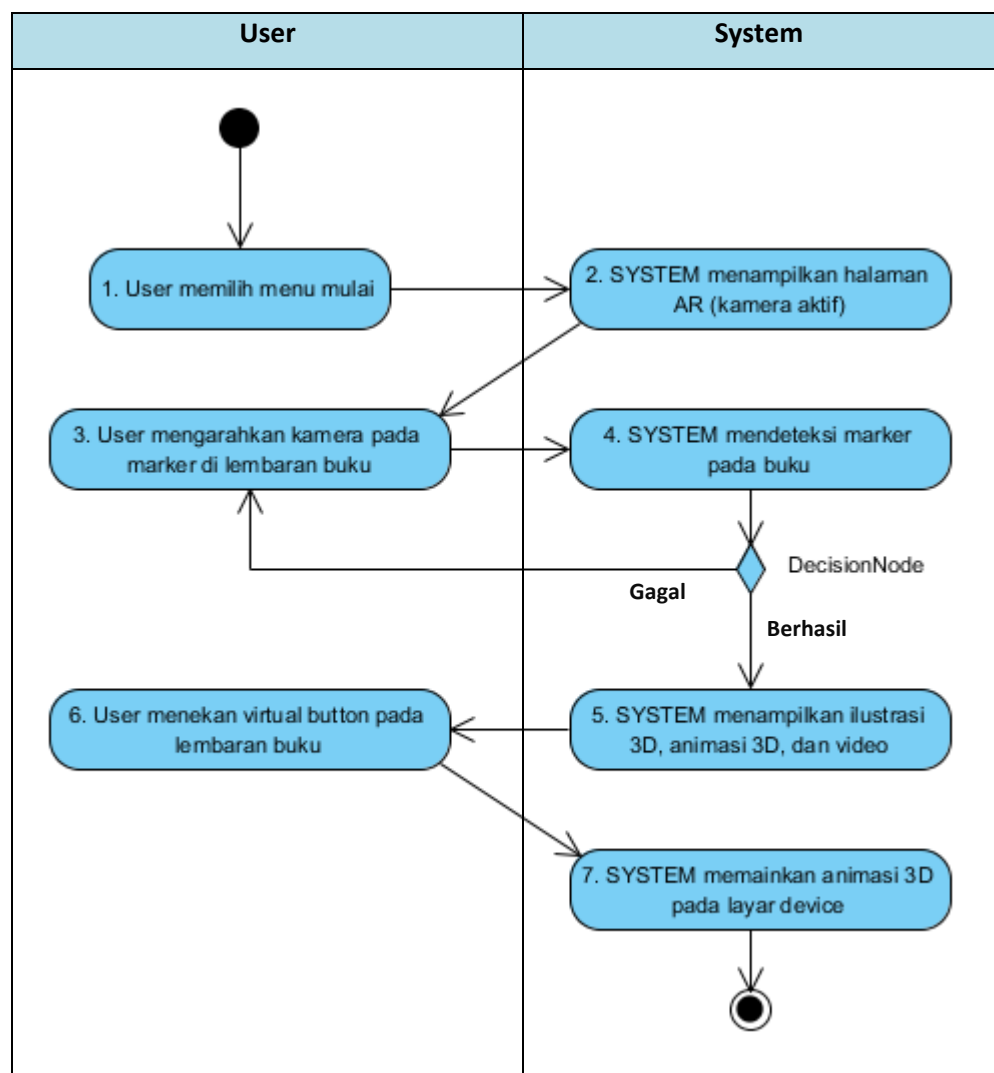 User
System
1. User memilih menu mulai
2. SYSTEM menampilkan halaman
AR (kamera aktif)
3. User mengarahkan kamera pada
marker di lembaran buku
4. SYSTEM mendeteksi marker
pada buku
DecisionNode
Gagal
Berhasil
5. SYSTEM menampilkan ilustrasi
3D, animasi 3D, dan video
6. User menekan virtual button pada
lembaran buku
7. SYSTEM memainkan animasi 3D
pada layar device